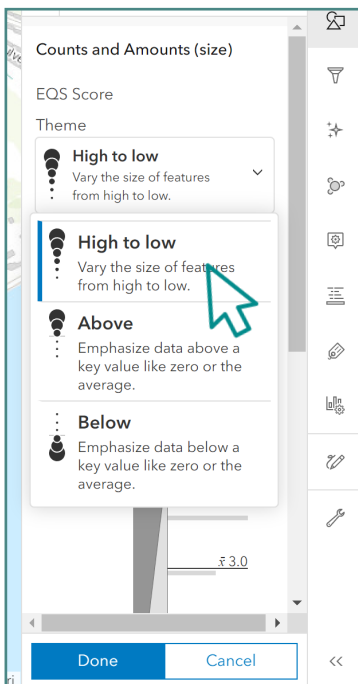 Counts and Amounts (size)
EQS Score
Theme
High to low
Vary the size of features
from high to low.
High to low
Vary the size of features
from high to low.
Above
Emphasize data above a
key value like zero or the
average.
Below
Emphasize data below a
key value like zero or the
average.
x̄ 3.0
Done
Cancel
<<
ri